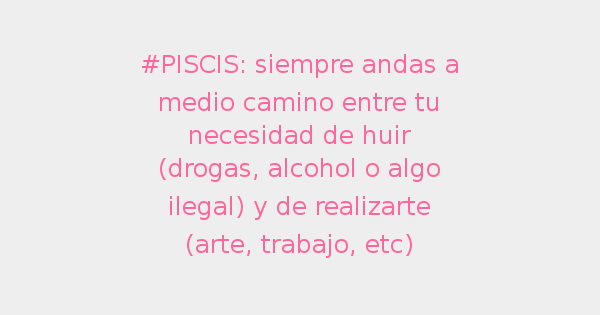 #PISCIS: siempre andas a
medio camino entre tu
necesidad de huir
(drogas, alcohol o algo
ilegal) y de realizarte
(arte, trabajo, etc)